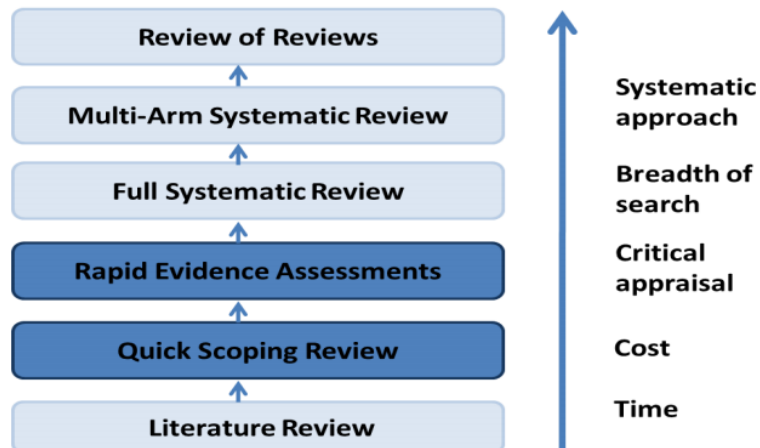 Review of Reviews
Multi-Arm Systematic Review
Full Systematic Review
Rapid Evidence Assessments
Quick Scoping Review
Literature Review
Systematic
approach
Breadth of
search
Critical
appraisal
Cost
Time